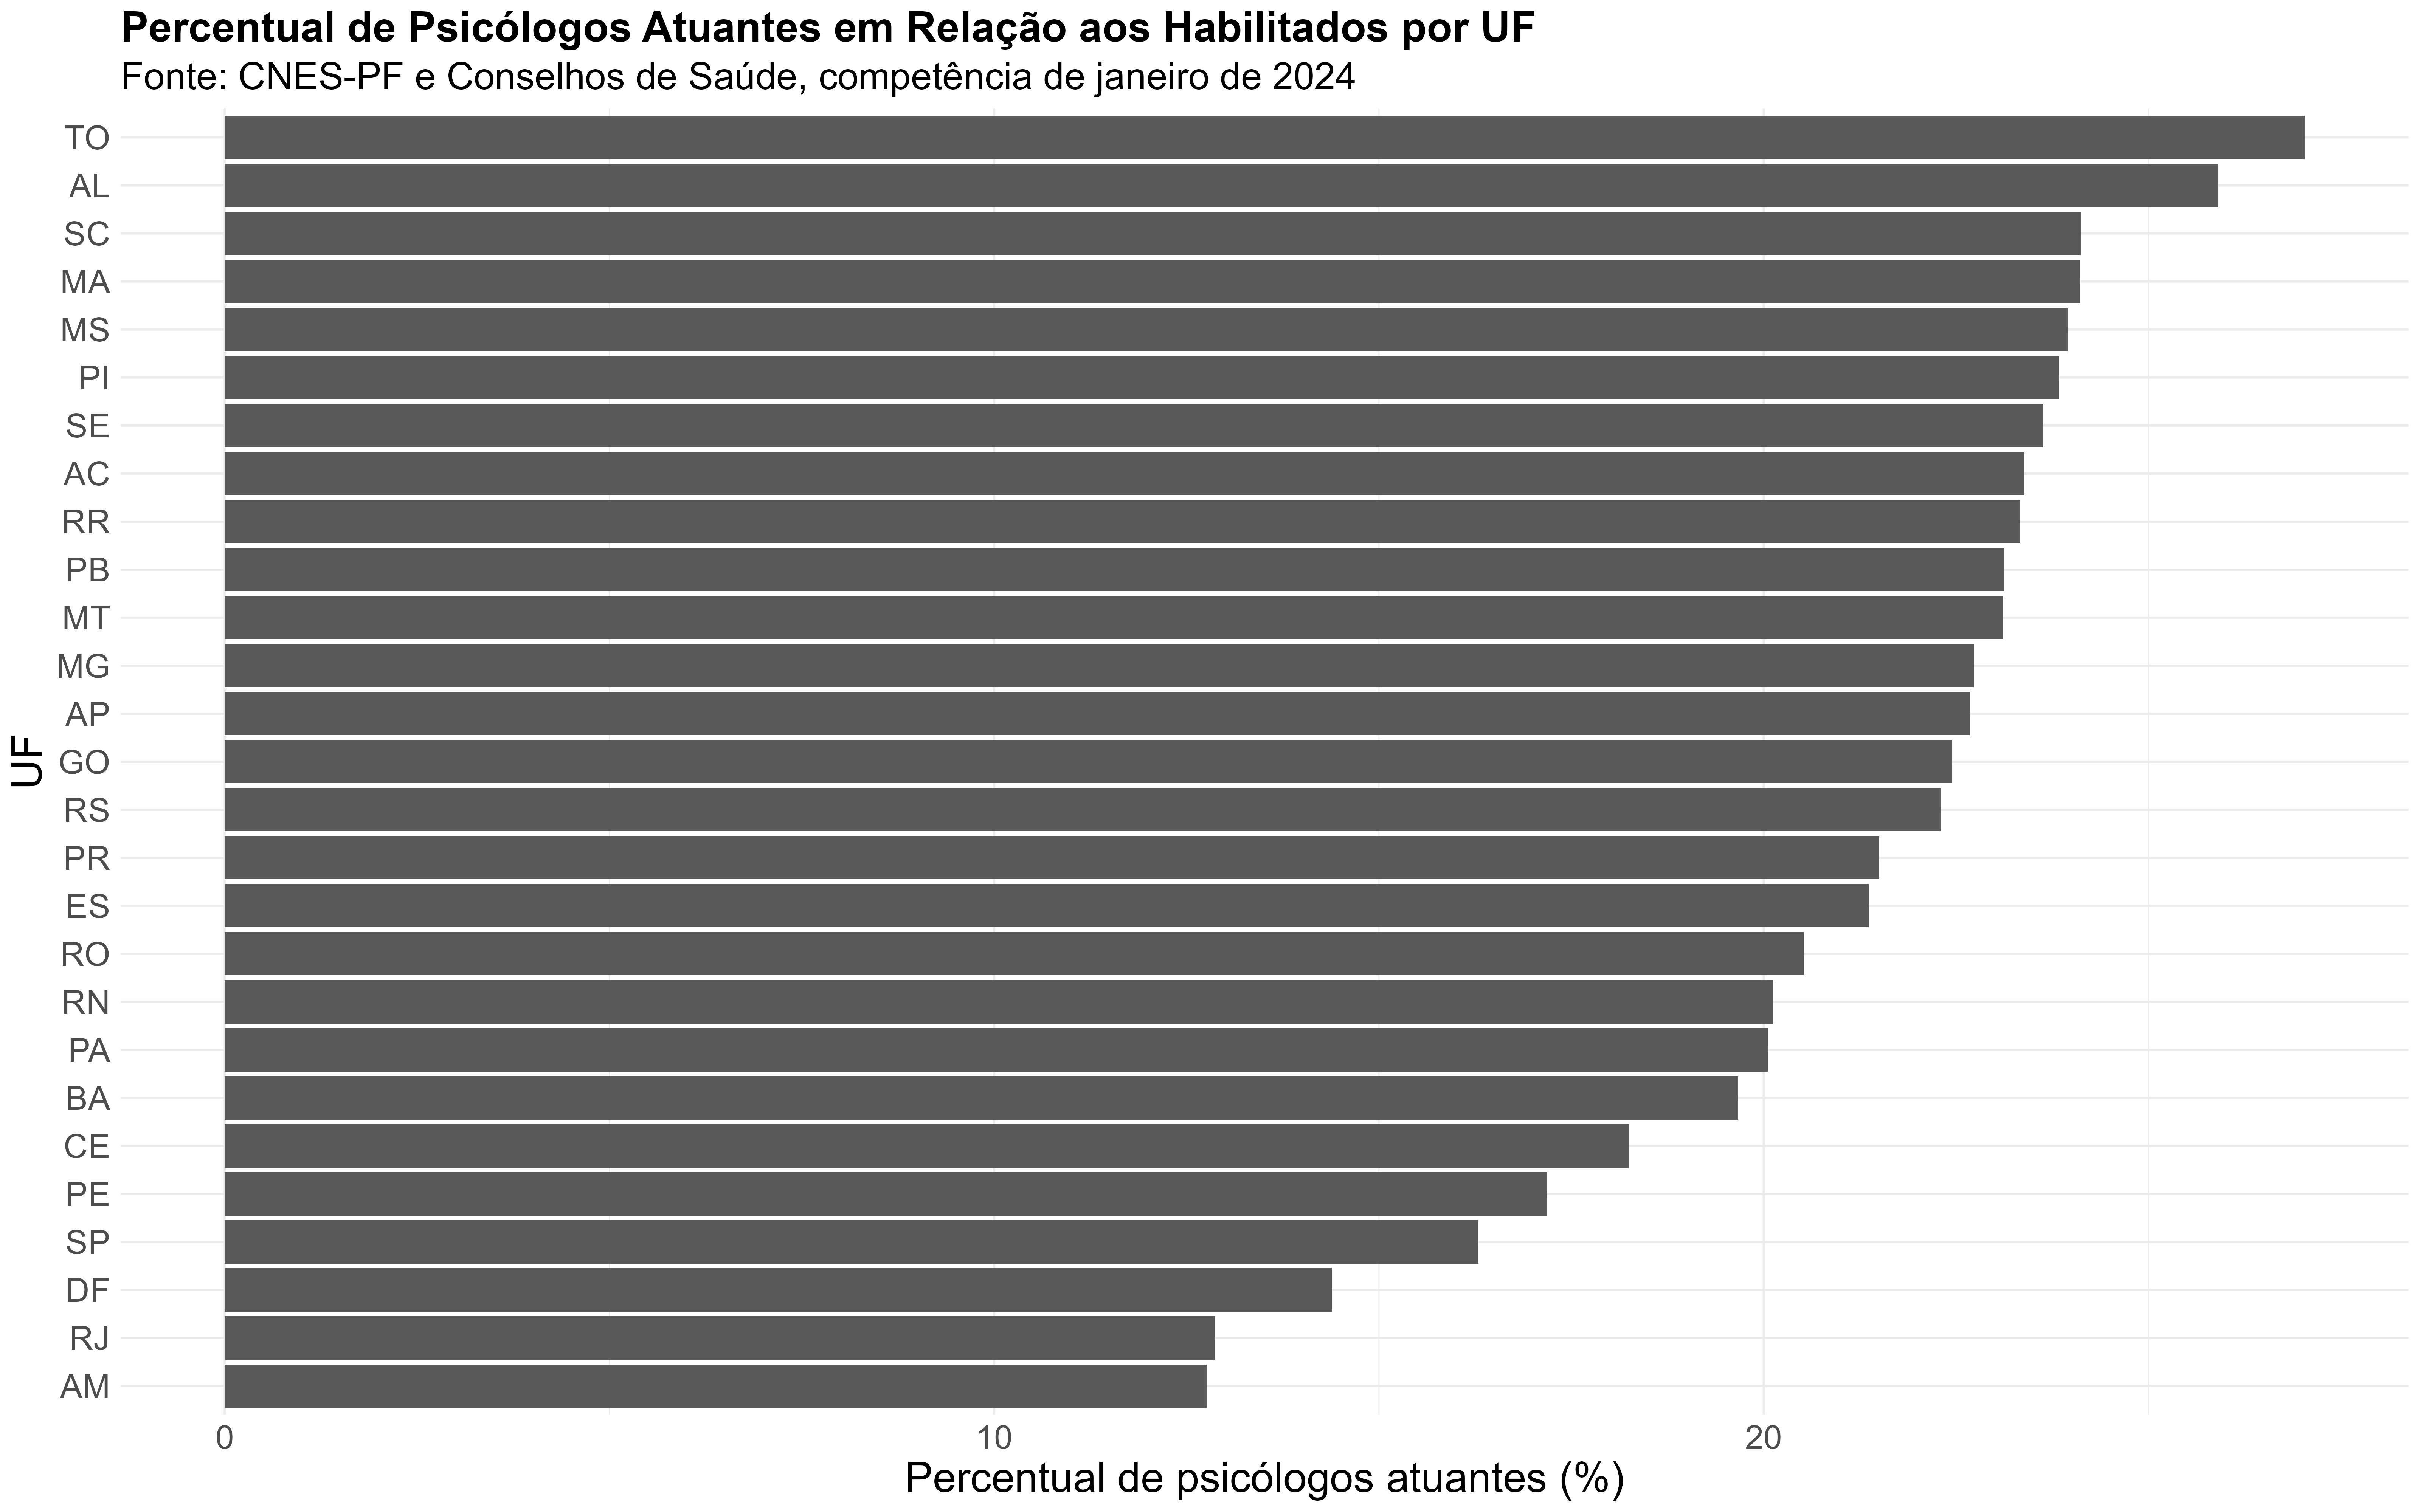 Percentual de Psicólogos Atuantes em Relação aos Habilitados por UF
Fonte: CNES-PF e Conselhos de Saúde, competência de janeiro de 2024
TO
AL
SC
MA
MS
PI
SE
AC
RR
PB
MT
MG
AP
GO
RS
PR
ES
RO
RN
PA
BA
CE
PE
SP
DF
RJ
AM
UF
0 10 20
Percentual de psicólogos atuantes (%)